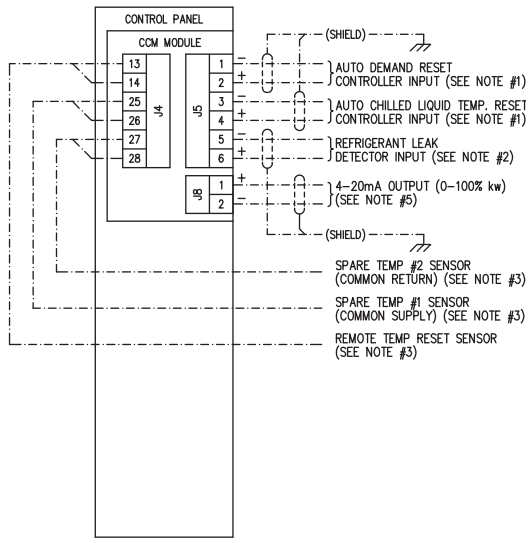 CONTROL PANEL
CCM MODULE
(SHIELD)
13
14
25
26
27
28
J4
J5
1
2
3
4
5
6
−
+
−
+
−
+
AUTO DEMAND RESET
CONTROLLER INPUT (SEE NOTE #1)
AUTO CHILLED LIQUID TEMP. RESET
CONTROLLER INPUT (SEE NOTE #1)
REFRIGERANT LEAK
DETECTOR INPUT (SEE NOTE #2)
J8
1
2
+
−
4–20mA OUTPUT (0–100% kw)
(SEE NOTE #5)
(SHIELD)
SPARE TEMP #2 SENSOR
(COMMON RETURN) (SEE NOTE #3)
SPARE TEMP #1 SENSOR
(COMMON SUPPLY) (SEE NOTE #3)
REMOTE TEMP RESET SENSOR
(SEE NOTE #3)